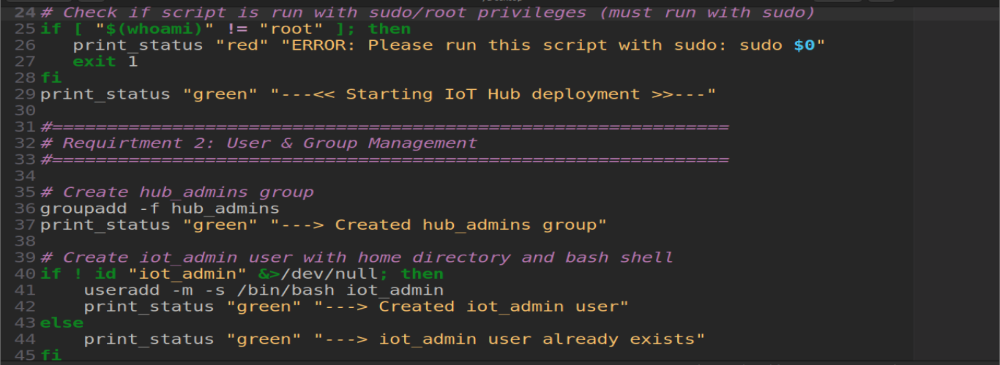 24 # Check if script is run with sudo/root privileges (must run with sudo)
25 if [ "$(whoami)" != "root" ]; then
26    print_status "red" "ERROR: Please run this script with sudo: sudo $0"
27    exit 1
28 fi
29 print_status "green" "---<< Starting IoT Hub deployment >>---"
30
31 #==============================================================
32 # Requirtment 2: User & Group Management
33 #==============================================================
34
35 # Create hub_admins group
36 groupadd -f hub_admins
37 print_status "green" "---> Created hub_admins group"
38
39 # Create iot_admin user with home directory and bash shell
40 if ! id "iot_admin" &>/dev/null; then
41     useradd -m -s /bin/bash iot_admin
42     print_status "green" "---> Created iot_admin user"
43 else
44     print_status "green" "---> iot_admin user already exists"
45 fi